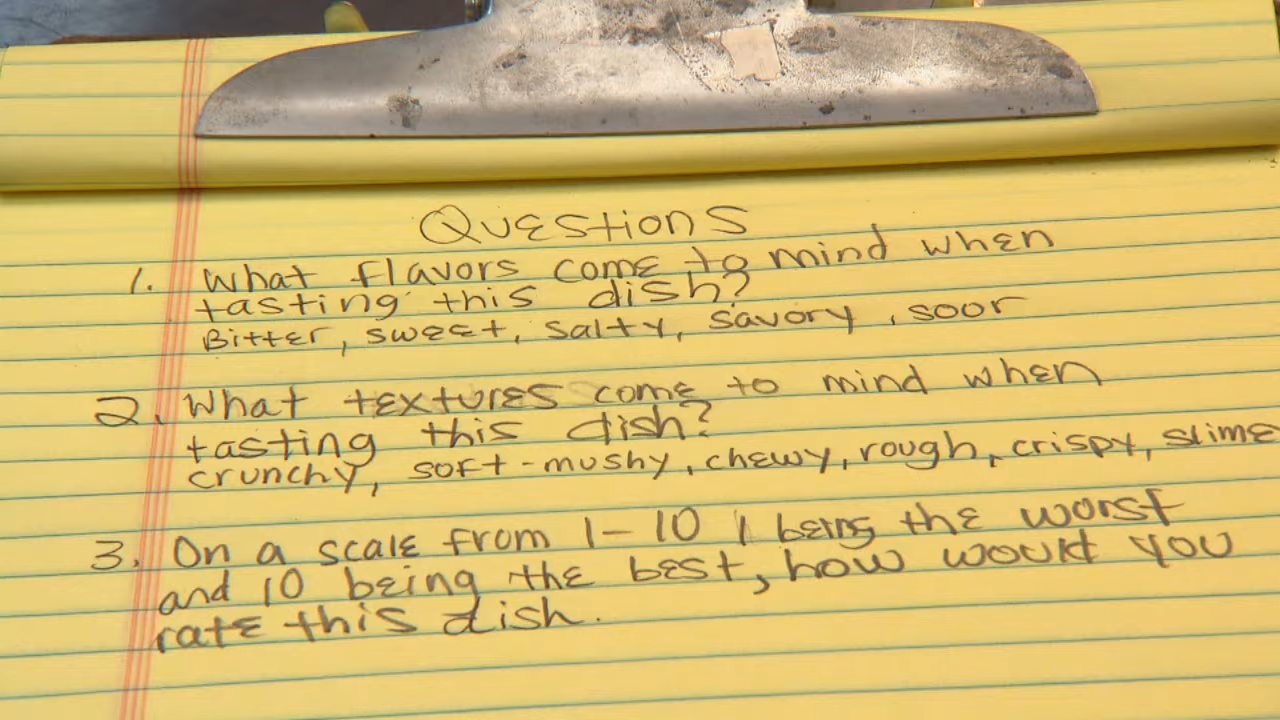 Questions
1. What flavors come to mind when
tasting this dish?
Bitter, sweet, salty, savory, soor
2. What textures come to mind when
tasting this dish?
crunchy, soft-mushy, chewy, rough, crispy, slime
3. On a scale from 1-10 1 being the worst
and 10 being the best, how would you
rate this dish.